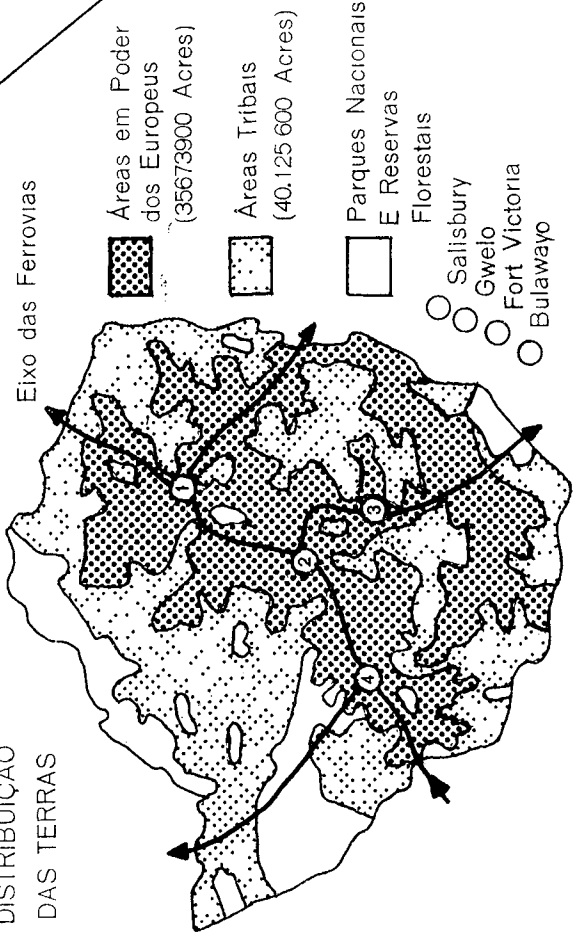 DISTRIBUIÇÃO
DAS TERRAS
Eixo das Ferrovias
Áreas em Poder
dos Europeus
(35673900 Acres)
Áreas Tribais
(40.125 600 Acres)
Parques Nacionais
E Reservas
Florestais
Salisbury
Gwelo
Fort Victoria
Bulawayo
1
2
3
4